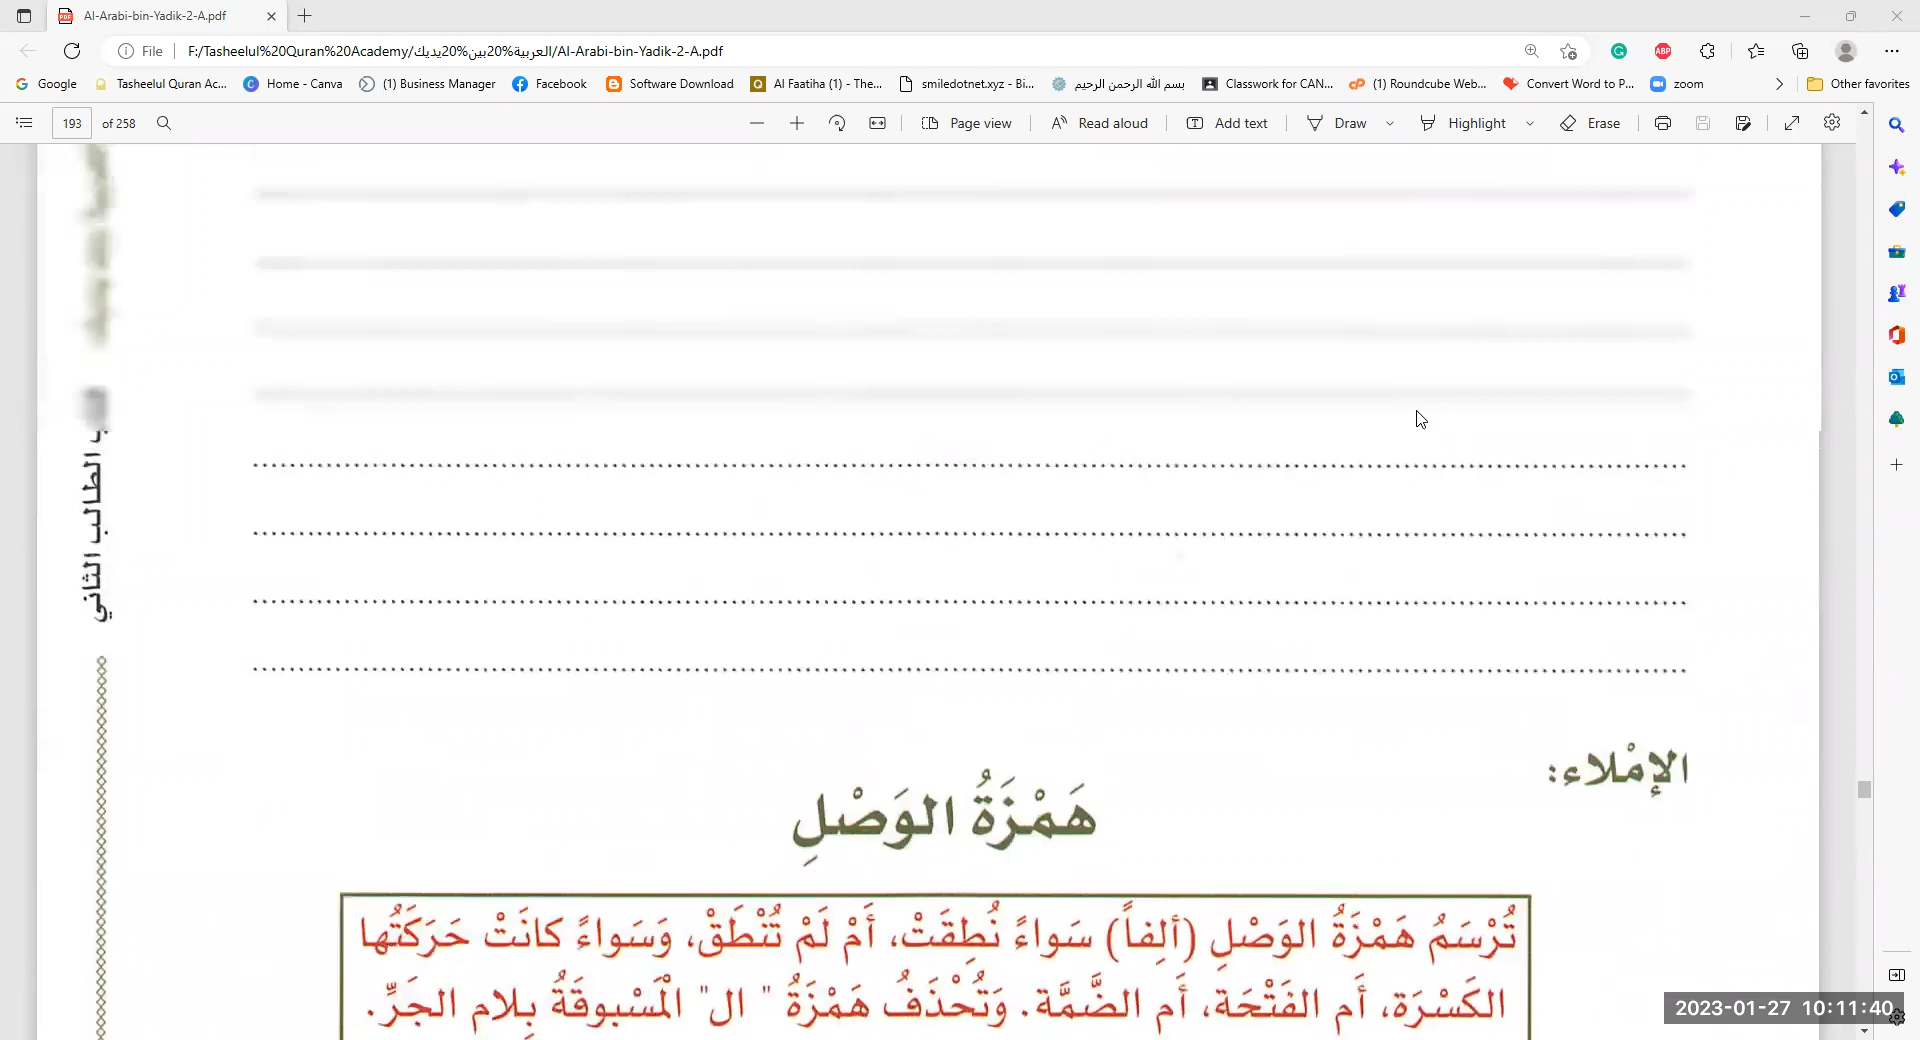 Al-Arabi-bin-Yadik-2-A.pdf
File
F:/Tasheelul%20Quran%20Academy/العربية%20بين%20يديك/Al-Arabi-bin-Yadik-2-A.pdf
ABP
Google
Tasheelul Quran Ac...
Home - Canva
(1) Business Manager
Facebook
Software Download
Al Faatiha (1) - The...
smiledotnet.xyz - Bi...
بسم الله الرحمن الرحيم
Classwork for CAN...
(1) Roundcube Web...
Convert Word to P...
zoom
Other favorites
193 of 258
Page view
Read aloud
Add text
Draw
Highlight
Erase
الطالب الثاني
الإمْلاء:
هَمْزَةُ الوَصْلِ
تُرْسَمُ هَمْزَةُ الوَصْلِ (أَلِفاً) سَواءً نُطِقَتْ، أَمْ لَمْ تُنْطَقْ، وَسَواءً كانَتْ حَرَكَتُها
الكَسْرَة، أَم الفَتْحَة، أَم الضَّمَّة. وَتُحْذَفُ هَمْزَةُ " ال" الْمَسْبوقَةُ بِلام الجَرِّ.
2023-01-27 10:11:40